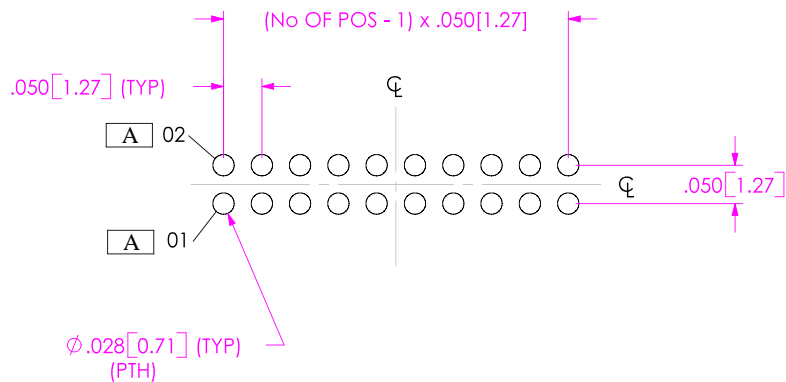 (No OF POS - 1) x .050[1.27]
.050[1.27] (TYP)
℄
A 02
℄
.050[1.27]
A 01
Ø.028[0.71] (TYP)
(PTH)